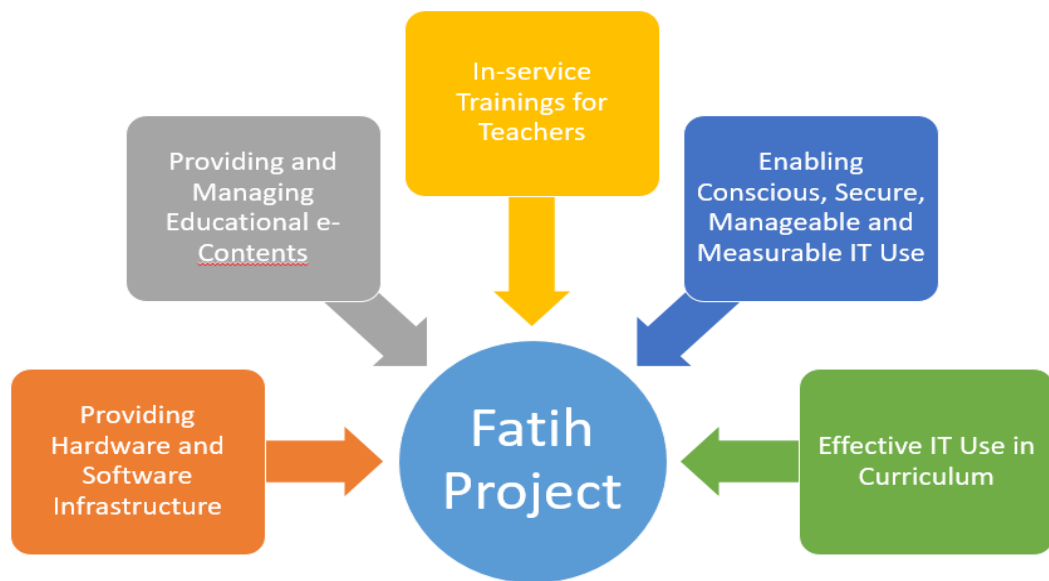 In-service
Trainings for
Teachers
Providing and
Managing
Educational e-
Contents
Enabling
Conscious, Secure,
Manageable and
Measurable IT Use
Providing
Hardware and
Software
Infrastructure
Fatih
Project
Effective IT Use in
Curriculum